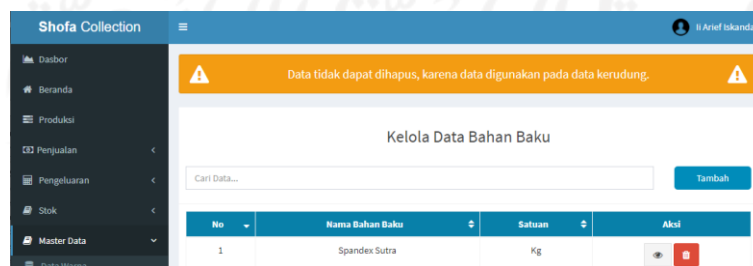 Shofa Collection
Ii Arief Iskanda
Dasbor
Beranda
Produksi
Penjualan
Pengeluaran
Stok
Master Data
Data Warna
Data tidak dapat dihapus, karena data digunakan pada data kerudung.
Kelola Data Bahan Baku
Cari Data...
Tambah
No Nama Bahan Baku Satuan Aksi
1 Spandex Sutra Kg